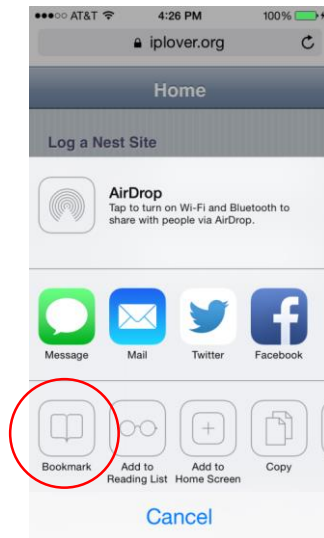 AT&T 4:26 PM 100%
iplover.org
Home
Log a Nest Site
AirDrop
Tap to turn on Wi-Fi and Bluetooth to
share with people via AirDrop.
Message Mail Twitter Facebook
Bookmark Add to Reading List Add to Home Screen Copy
Cancel